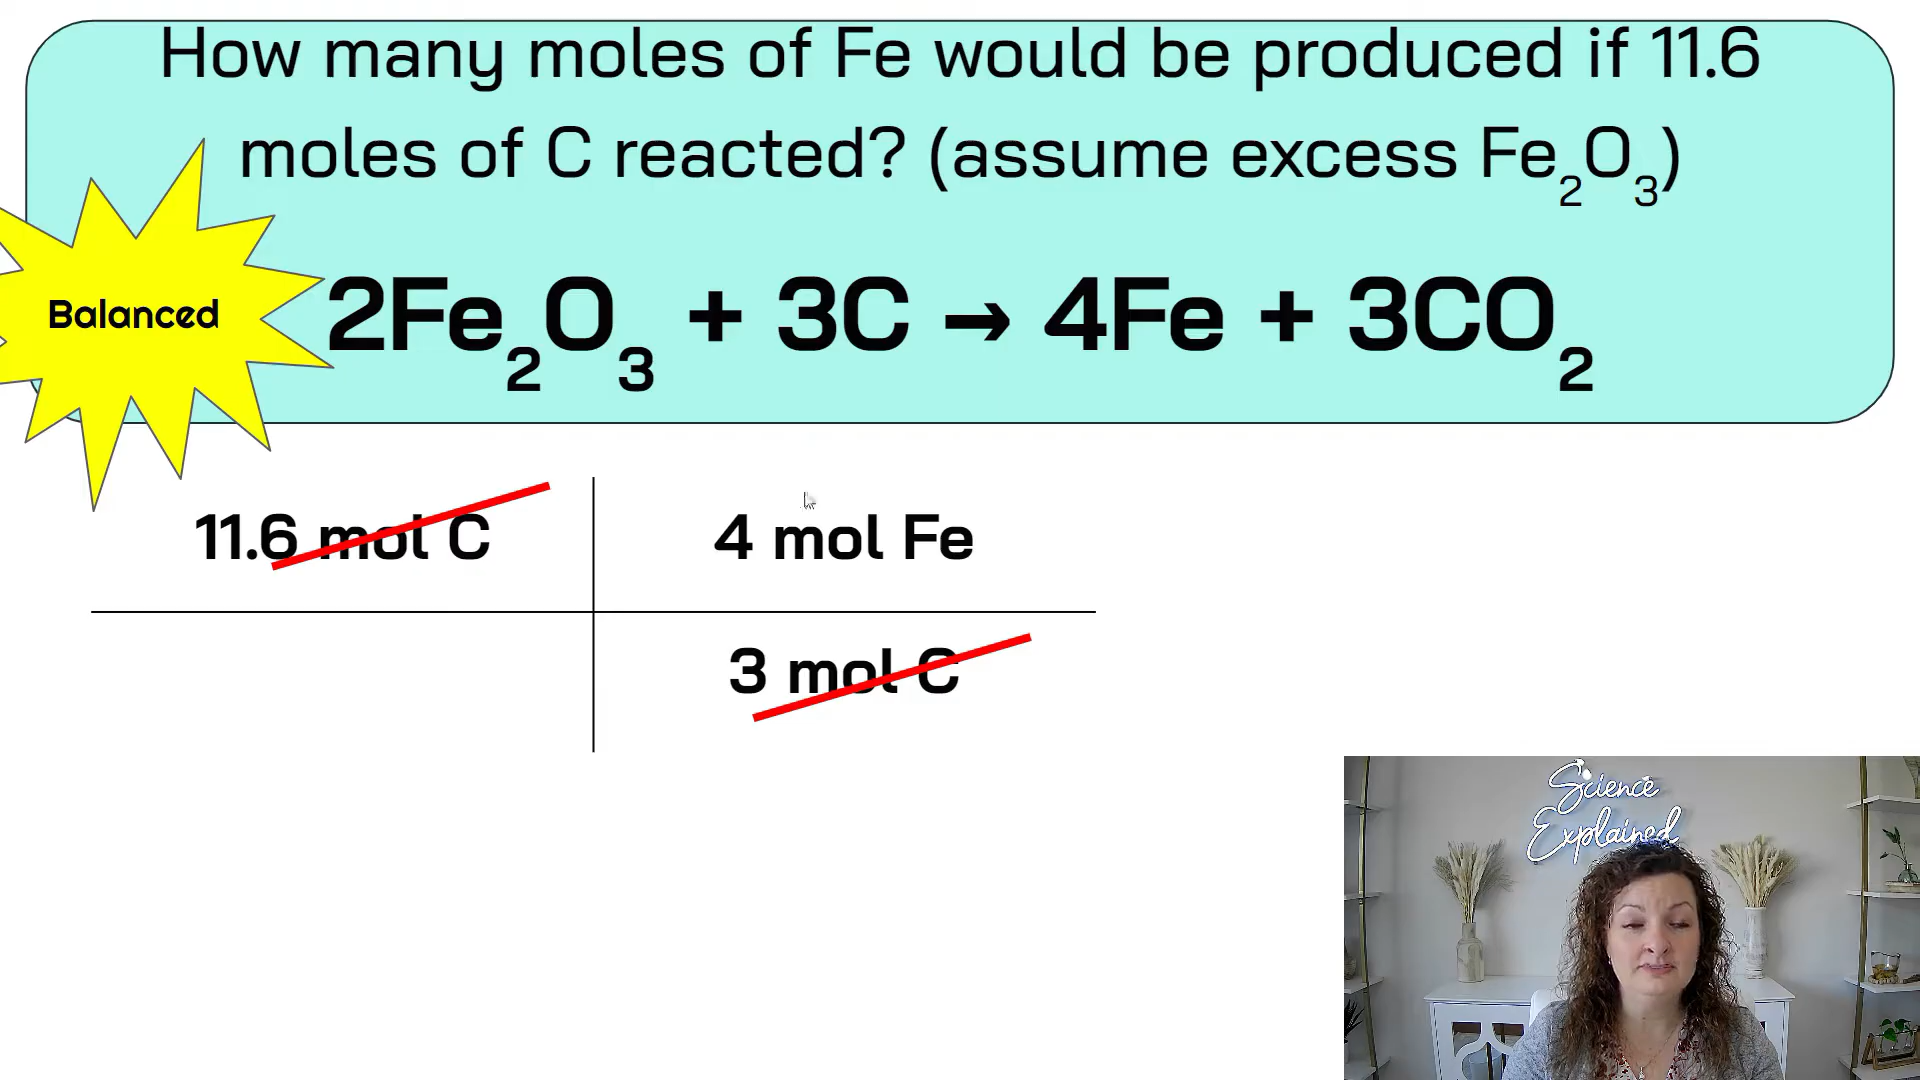 How many moles of Fe would be produced if 11.6
moles of C reacted? (assume excess Fe₂O₃)
Balanced
2Fe₂O₃ + 3C → 4Fe + 3CO₂
11.6 mol C
4 mol Fe
3 mol C
Science
Explained